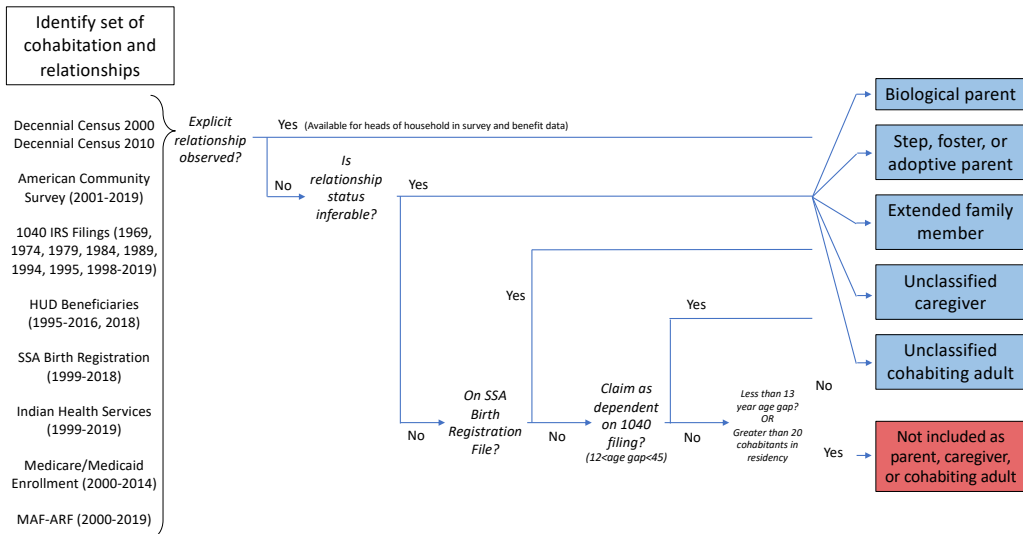 Identify set of
cohabitation and
relationships
Decennial Census 2000
Decennial Census 2010
American Community
Survey (2001-2019)
1040 IRS Filings (1969,
1974, 1979, 1984, 1989,
1994, 1995, 1998-2019)
HUD Beneficiaries
(1995-2016, 2018)
SSA Birth Registration
(1999-2018)
Indian Health Services
(1999-2019)
Medicare/Medicaid
Enrollment (2000-2014)
MAF-ARF (2000-2019)
Explicit
relationship
observed?
Yes (Available for heads of household in survey and benefit data)
No
Is
relationship
status
inferable?
Yes
No
On SSA
Birth
Registration
File?
Yes
No
Claim as
dependent
on 1040
filing?
(12<age gap<45)
Yes
No
Less than 13
year age gap?
OR
Greater than 20
cohabitants in
residency
No
Yes
Biological parent
Step, foster, or
adoptive parent
Extended family
member
Unclassified
caregiver
Unclassified
cohabiting adult
Not included as
parent, caregiver,
or cohabiting adult